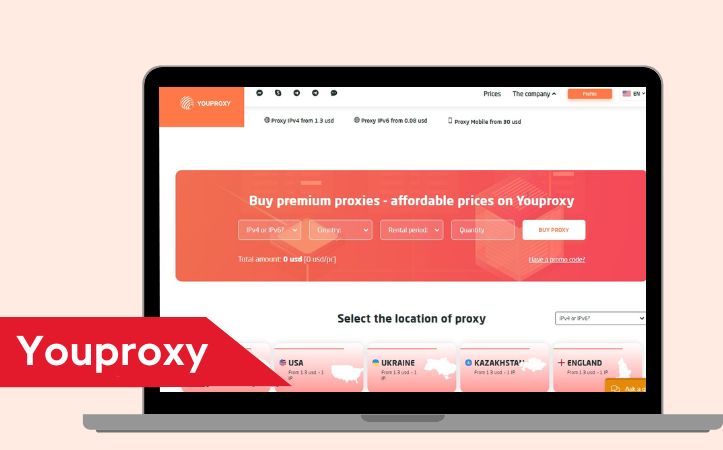 YOUPROXY
Prices The company EN
Proxy IPv4 from 1.3 usd Proxy IPv6 from 0.08 usd Proxy Mobile from 30 usd
Buy premium proxies - affordable prices on Youproxy
IPv4 or IPv6? Country: Rental period: Quantity BUY PROXY
Total amount: 0 usd [0 usd/pc] Have a promo code?
Select the location of proxy IPv4 or IPv6?
Youproxy
USA UKRAINE KAZAKHSTAN ENGLAND
From 1.3 usd - 1 From 1.3 usd - 1 From 1.3 usd - 1 IP From 1.3 usd - 1 IP
IP IP
Ask a q